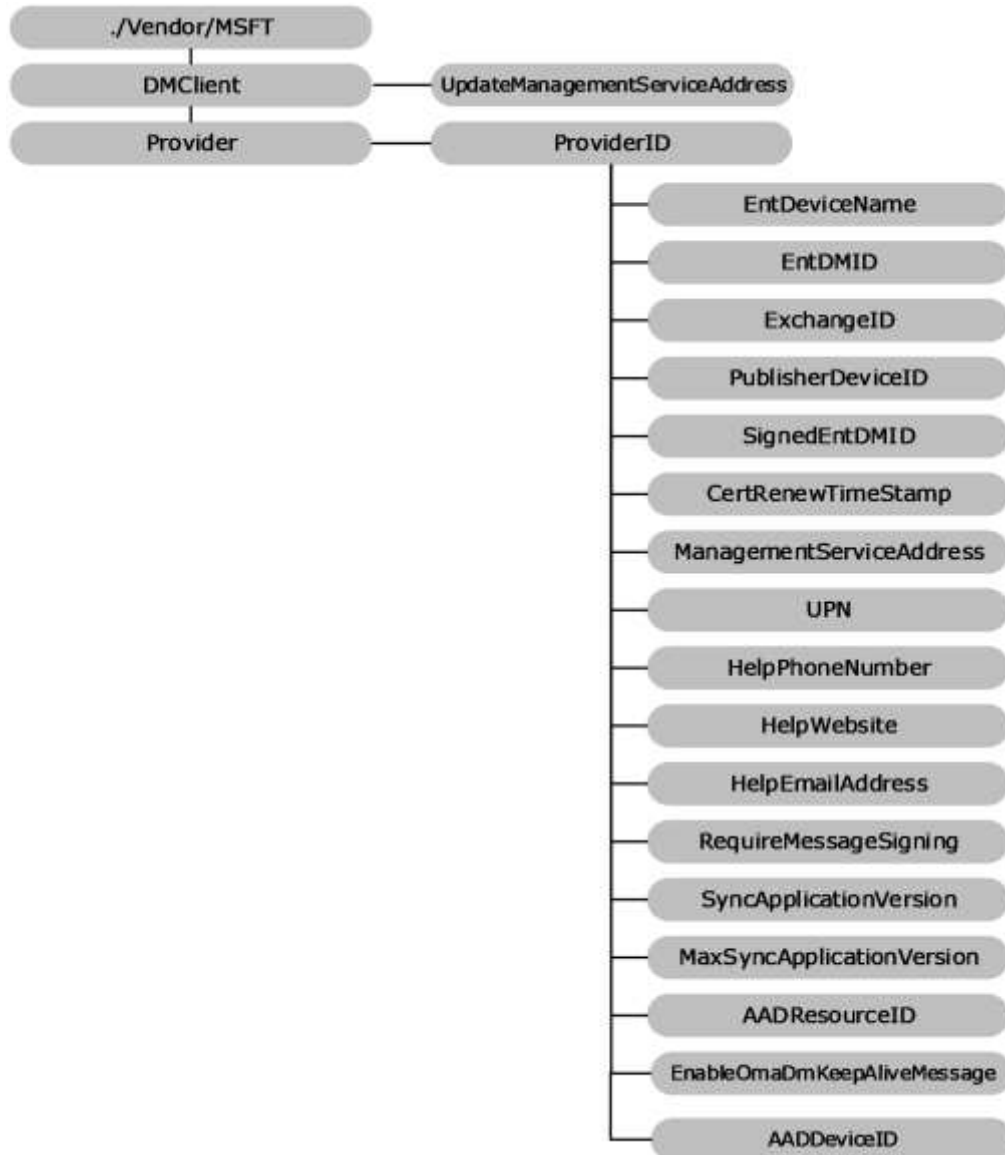 ./Vendor/MSFT
DMClient
UpdateManagementServiceAddress
Provider
ProviderID
EntDeviceName
EntDMID
ExchangeID
PublisherDeviceID
SignedEntDMID
CertRenewTimeStamp
ManagementServiceAddress
UPN
HelpPhoneNumber
HelpWebsite
HelpEmailAddress
RequireMessageSigning
SyncApplicationVersion
MaxSyncApplicationVersion
AADResourceID
EnableOmaDmKeepAliveMessage
AADDeviceID